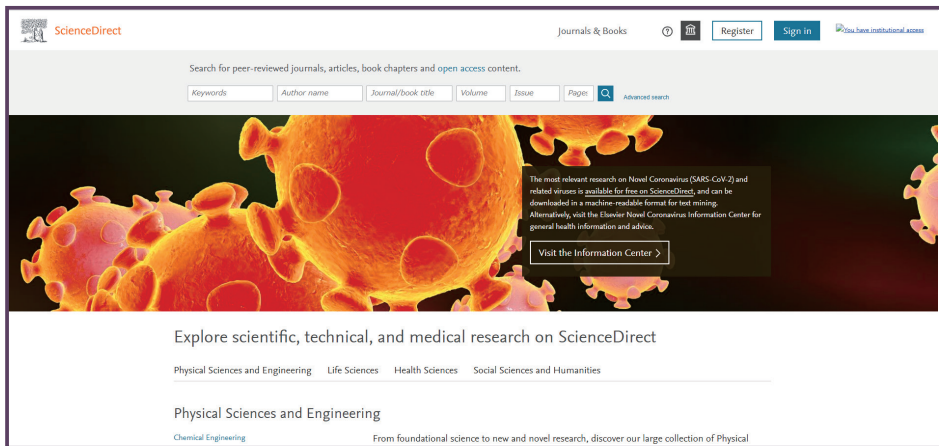 ScienceDirect
Journals & Books
?
Register
Sign in
You have institutional access
Search for peer-reviewed journals, articles, book chapters and open access content.
Keywords
Author name
Journal/book title
Volume
Issue
Page:
Advanced search
The most relevant research on Novel Coronavirus (SARS-CoV-2) and
related viruses is available for free on ScienceDirect, and can be
downloaded in a machine-readable format for text mining.
Alternatively, visit the Elsevier Novel Coronavirus Information Center for
general health information and advice.
Visit the Information Center >
Explore scientific, technical, and medical research on ScienceDirect
Physical Sciences and Engineering
Life Sciences
Health Sciences
Social Sciences and Humanities
Physical Sciences and Engineering
Chemical Engineering
From foundational science to new and novel research, discover our large collection of Physical